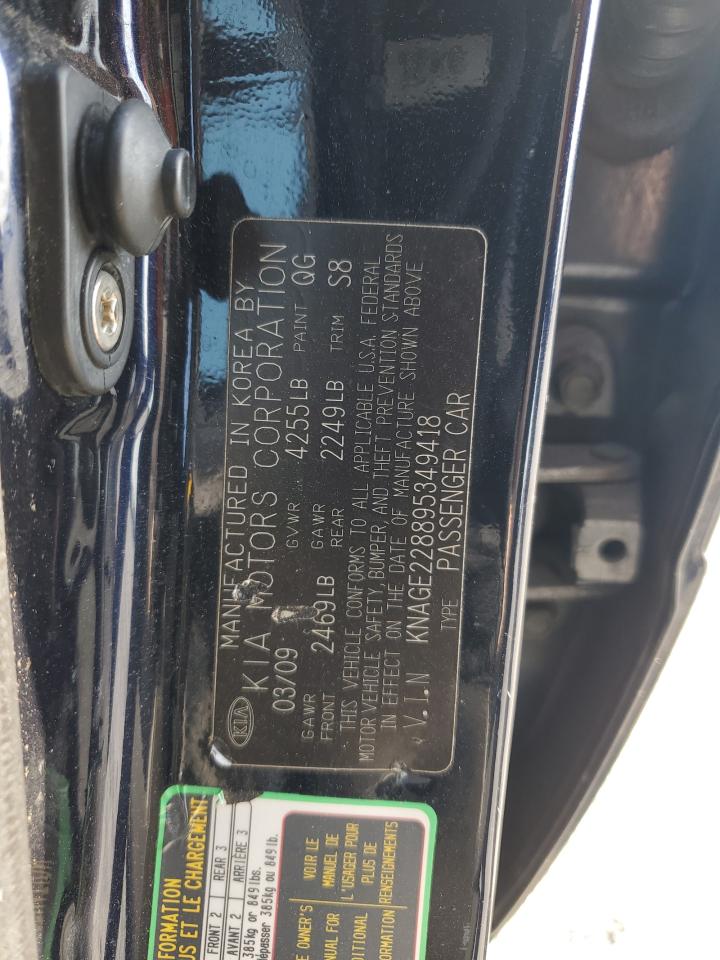 KIA
MANUFACTURED IN KOREA BY
KIA MOTORS CORPORATION
03/09 GVWR 4255LB PAINT QG
GAWR FRONT 2469LB GAWR REAR 2249LB TRIM S8
THIS VEHICLE CONFORMS TO ALL APPLICABLE U.S.A. FEDERAL
MOTOR VEHICLE SAFETY, BUMPER, AND THEFT PREVENTION STANDARDS
IN EFFECT ON THE DATE OF MANUFACTURE SHOWN ABOVE
V.I.N KNAGE228895349418
TYPE PASSENGER CAR
FORMATION
US ET LE CHARGEMENT
FRONT 2 REAR 3
AVANT 2 ARRIÈRE 3
385kg or 849lbs.
dépasser 385kg ou 849 lb.
E OWNER'S
NUAL FOR
DITIONAL
VOIR LE
MANUEL DE
L'USAGER POUR
PLUS DE
RENSEIGNEMENTS